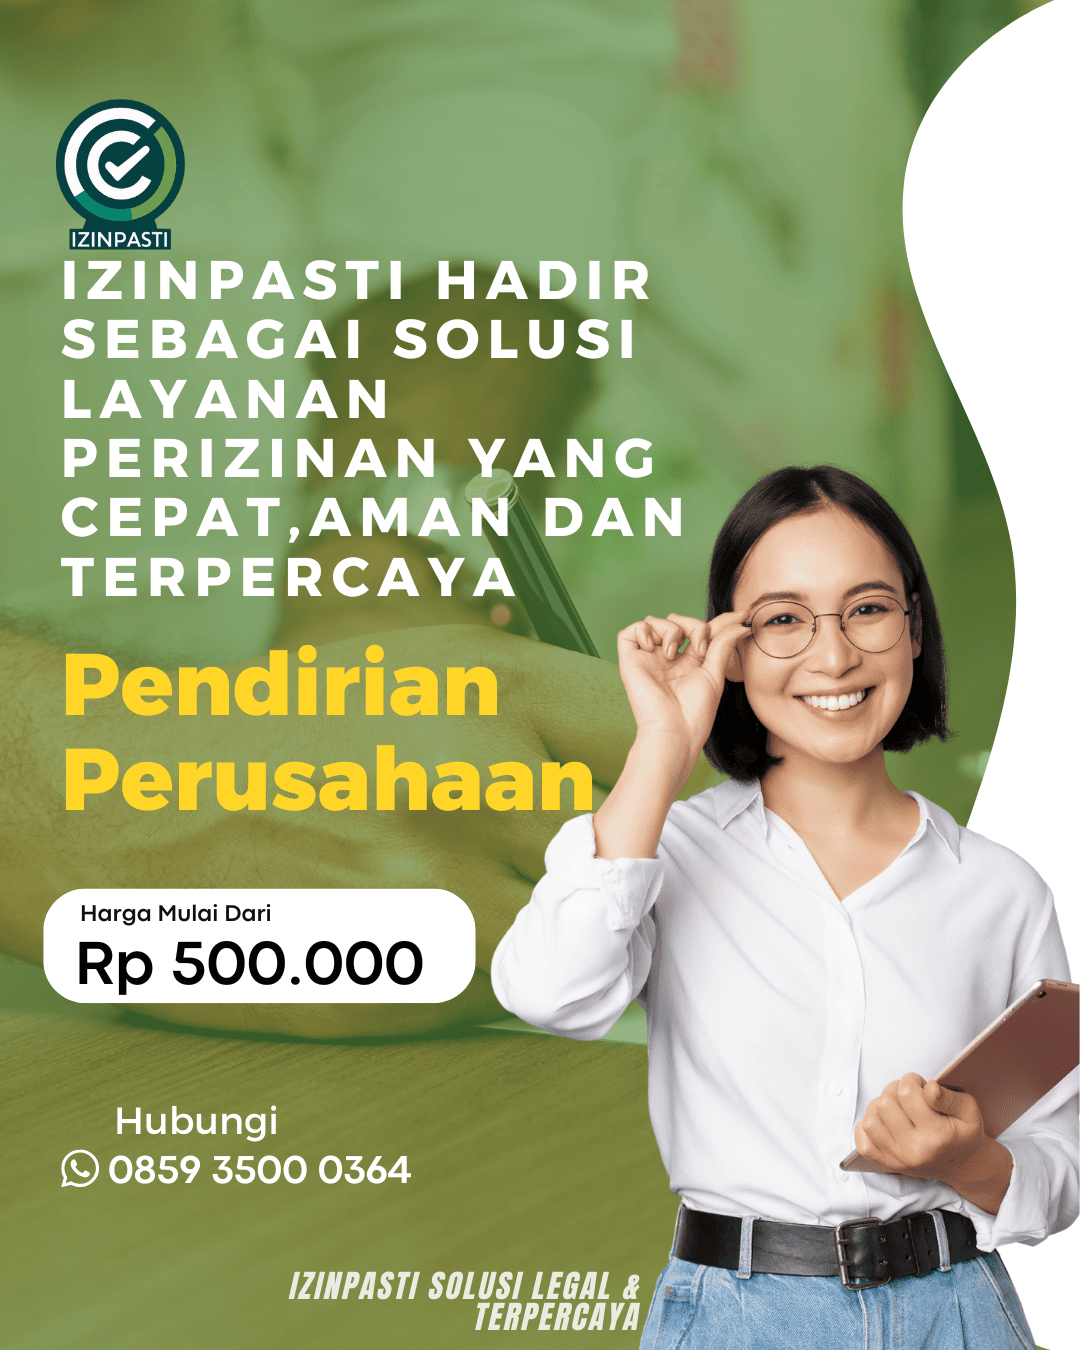 IZINPASTI
IZINPASTI HADIR
SEBAGAI SOLUSI
LAYANAN
PERIZINAN YANG
CEPAT,AMAN DAN
TERPERCAYA
Pendirian
Perusahaan
Harga Mulai Dari
Rp 500.000
Hubungi
0859 3500 0364
IZINPASTI SOLUSI LEGAL &
TERPERCAYA